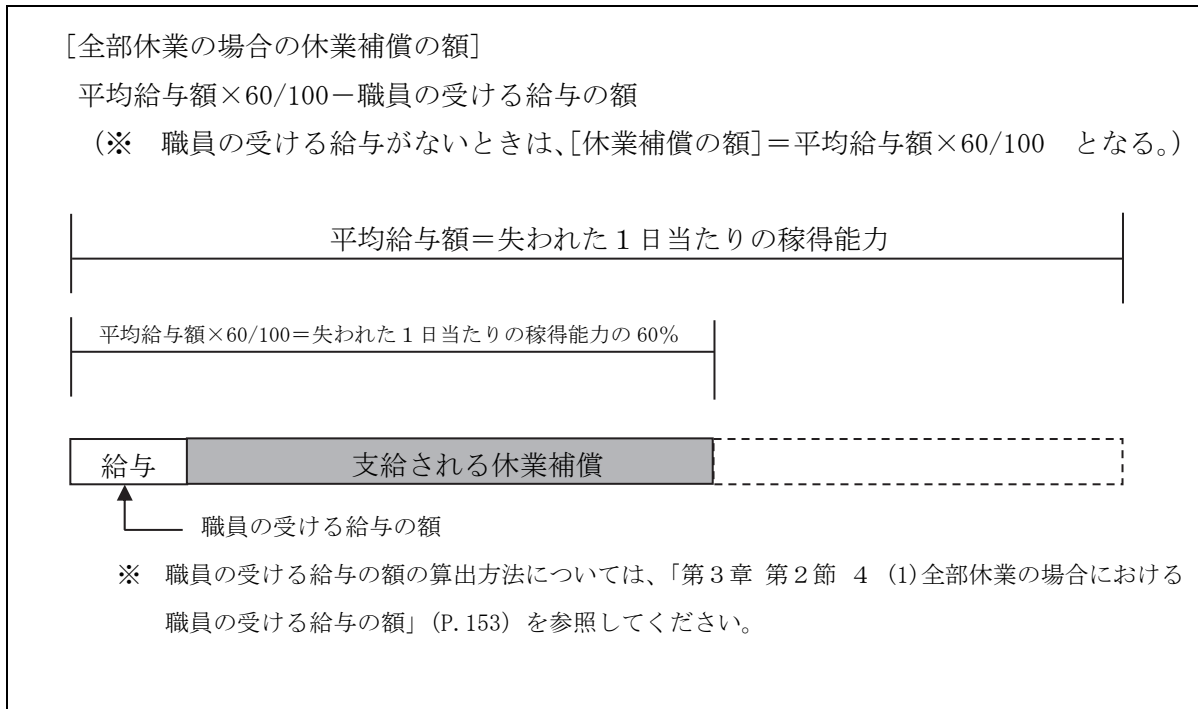 [全部休業の場合の休業補償の額]
平均給与額×60/100－職員の受ける給与の額
(※　職員の受ける給与がないときは、[休業補償の額]＝平均給与額×60/100　となる。)
平均給与額＝失われた１日当たりの稼得能力
平均給与額×60/100＝失われた１日当たりの稼得能力の 60％
給与　支給される休業補償
職員の受ける給与の額
※　職員の受ける給与の額の算出方法については、「第３章 第２節 ４ (1)全部休業の場合における
職員の受ける給与の額」(P.153) を参照してください。